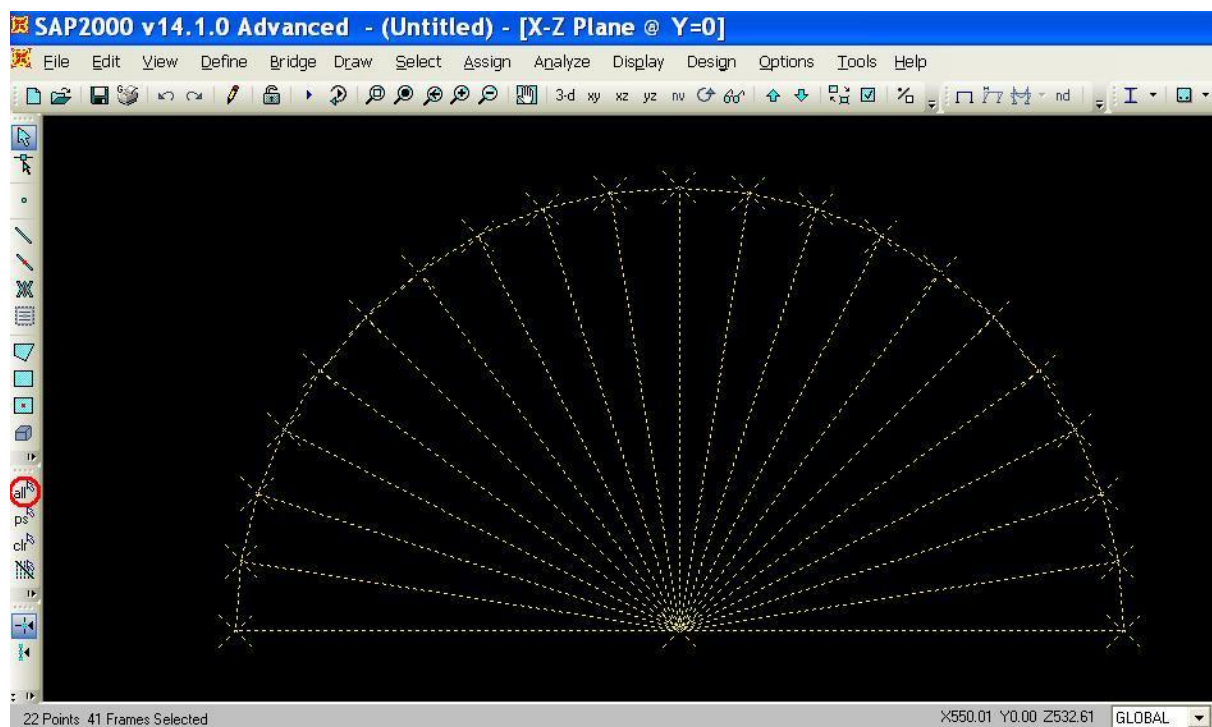 SAP2000 v14.1.0 Advanced - (Untitled) - [X-Z Plane @ Y=0]
File Edit View Define Bridge Draw Select Assign Analyze Display Design Options Tools Help
3-d xy xz yz nv nd
all
ps
clr
22 Points 41 Frames Selected X550.01 Y0.00 Z532.61 GLOBAL